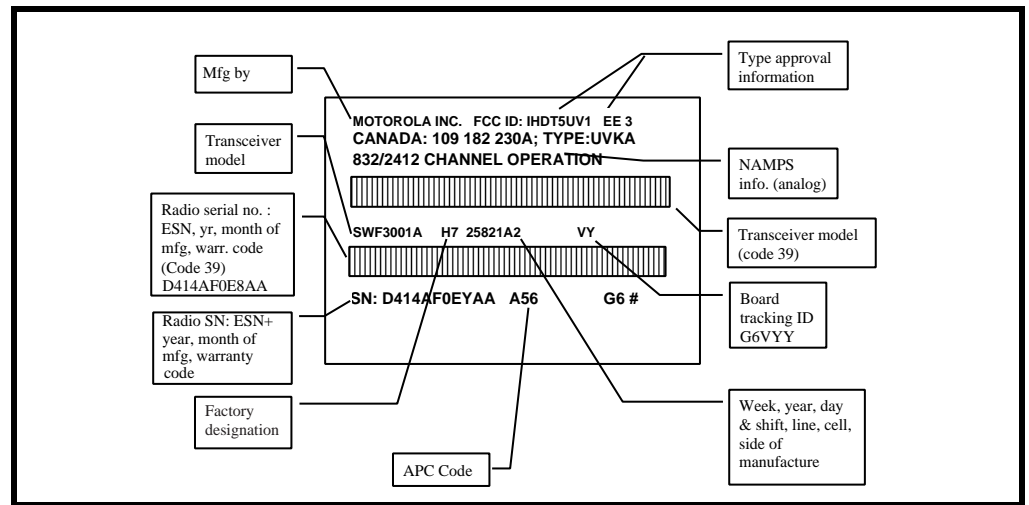 Mfg by
Type approval
information
MOTOROLA INC. FCC ID: IHDT5UV1 EE 3
CANADA: 109 182 230A; TYPE:UVKA
832/2412 CHANNEL OPERATION
Transceiver
model
NAMPS
info. (analog)
Radio serial no. :
ESN, yr, month of
mfg, warr. code
(Code 39)
D414AF0E8AA
SWF3001A H7 25821A2 VY
Transceiver model
(code 39)
SN: D414AF0EYAA A56 G6 #
Board
tracking ID
G6VYY
Radio SN: ESN+
year, month of
mfg, warranty
code
Factory
designation
Week, year, day
& shift, line, cell,
side of
manufacture
APC Code